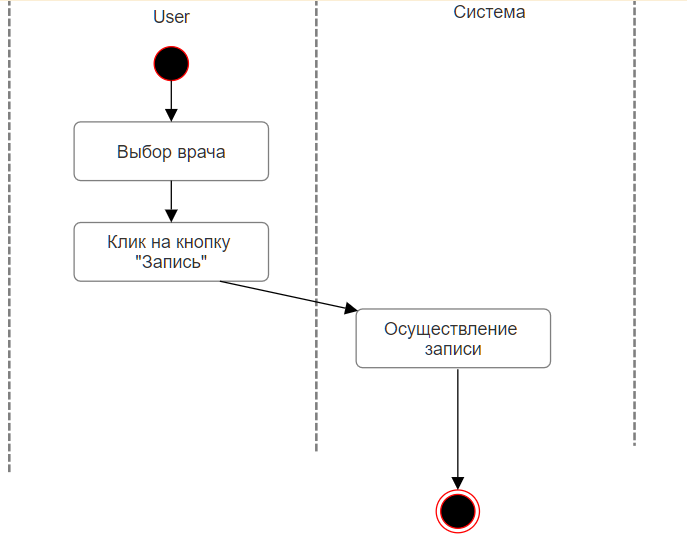 User
Система
Выбор врача
Клик на кнопку
"Запись"
Осуществление
записи